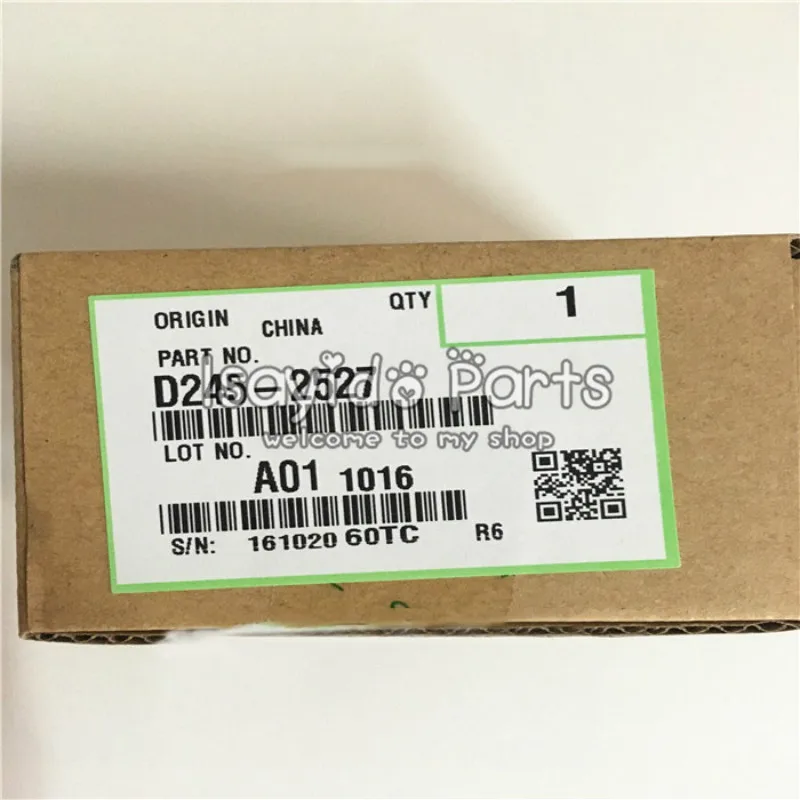 ORIGIN CHINA QTY 1
PART NO.
D245-2527
Isayido Parts
welcome to my shop
LOT NO.
A01 1016
S/N: 161020 60TC R6